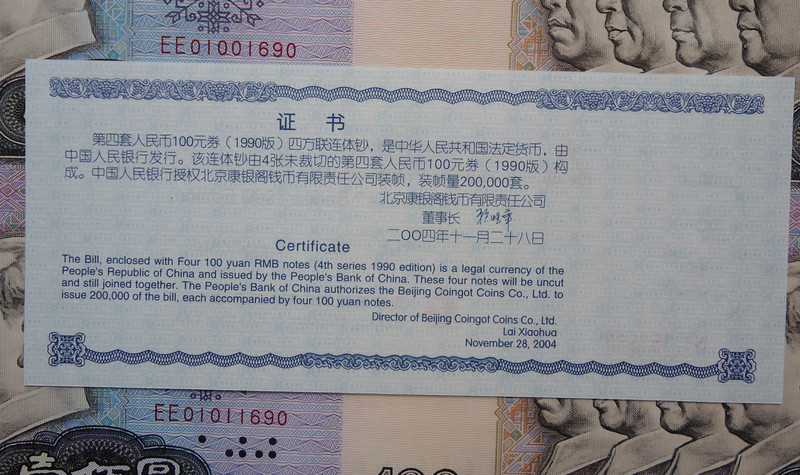 EE01001690
证书
第四套人民币100元券（1990版）四方联连体钞，是中华人民共和国法定货币，由
中国人民银行发行。该连体钞由4张未裁切的第四套人民币100元券（1990版）构
成。中国人民银行授权北京康银阁钱币有限责任公司装帧，装帧量200,000套。
北京康银阁钱币有限责任公司
董事长
二〇〇四年十一月二十八日
Certificate
The Bill, enclosed with Four 100 yuan RMB notes (4th series 1990 edition) is a legal currency of the
People's Republic of China and issued by the People's Bank of China. These four notes will be uncut
and still joined together. The People's Bank of China authorizes the Beijing Coingot Coins Co., Ltd. to
issue 200,000 of the bill, each accompanied by four 100 yuan notes.
Director of Beijing Coingot Coins Co., Ltd.
Lai Xiaohua
November 28, 2004
EE01011690
壹佰圆
100